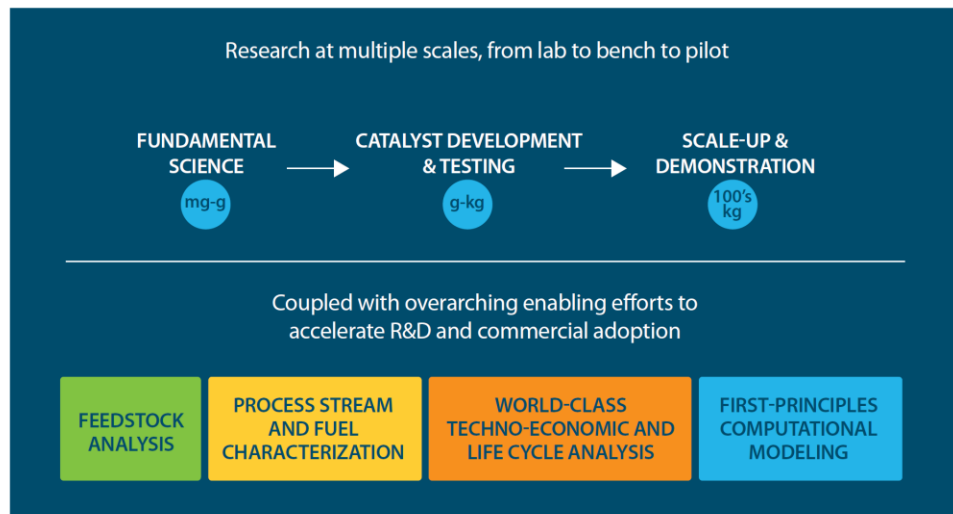 Research at multiple scales, from lab to bench to pilot
FUNDAMENTAL
SCIENCE
mg-g
CATALYST DEVELOPMENT
& TESTING
g-kg
SCALE-UP &
DEMONSTRATION
100's
kg
Coupled with overarching enabling efforts to
accelerate R&D and commercial adoption
FEEDSTOCK
ANALYSIS
PROCESS STREAM
AND FUEL
CHARACTERIZATION
WORLD-CLASS
TECHNO-ECONOMIC AND
LIFE CYCLE ANALYSIS
FIRST-PRINCIPLES
COMPUTATIONAL
MODELING